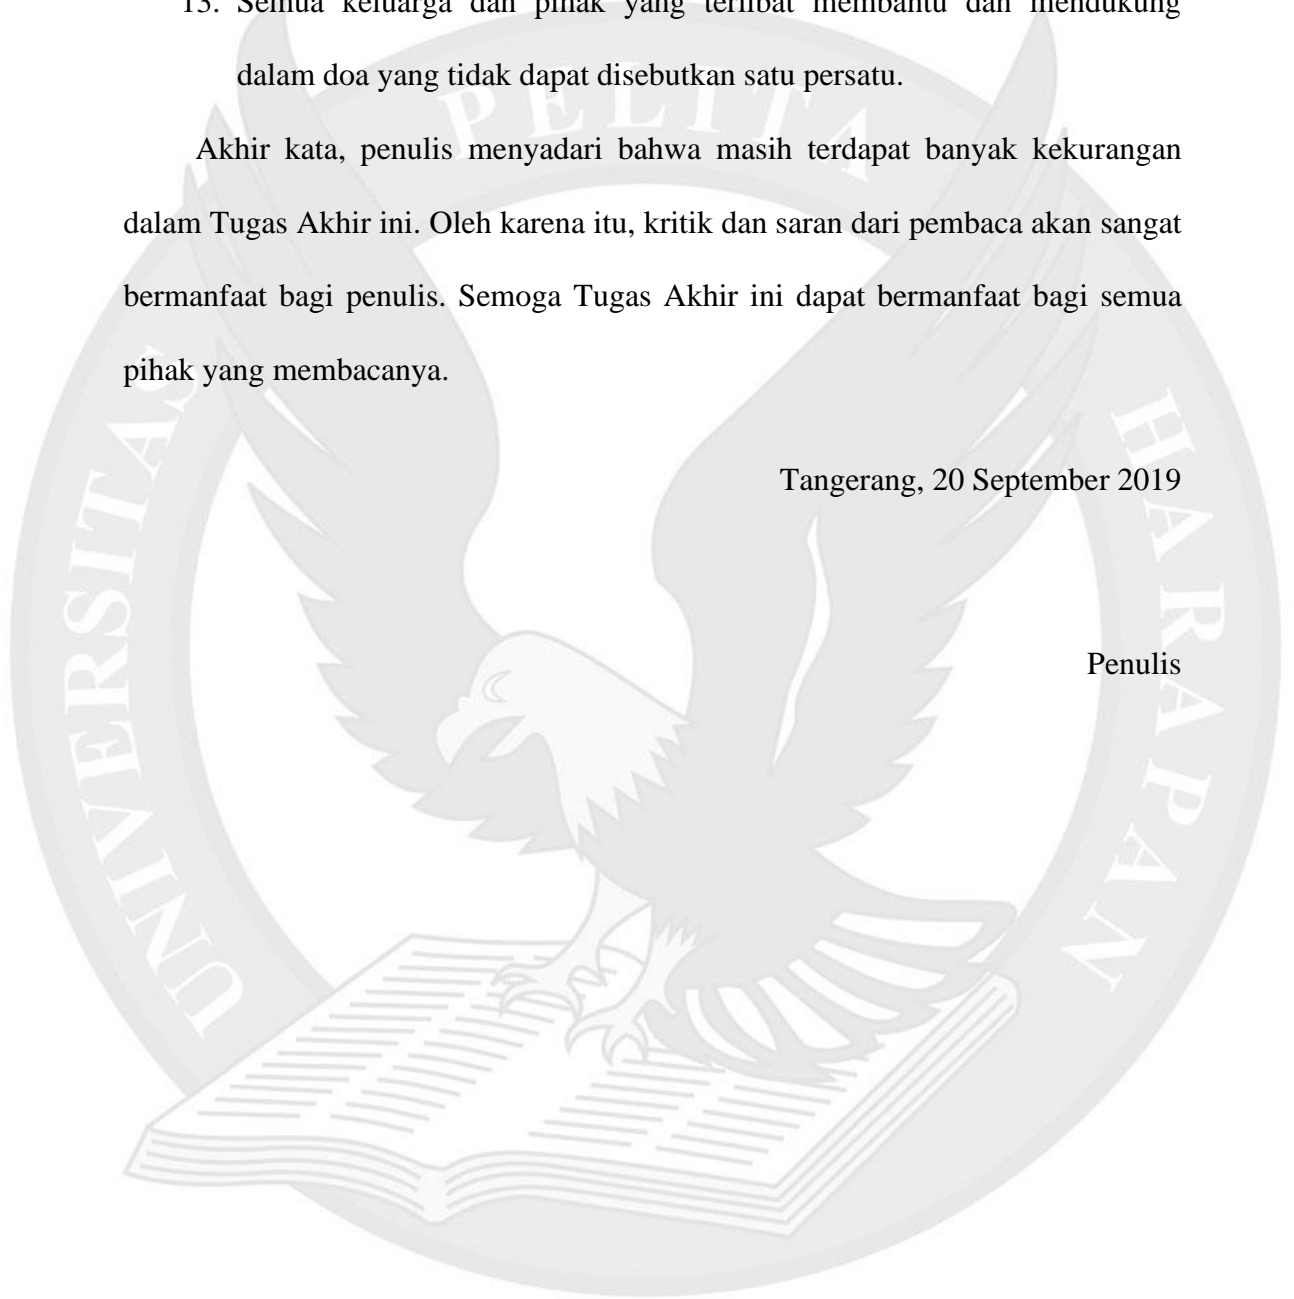 13. Semua keluarga dan pihak yang terlibat membantu dan mendukung
dalam doa yang tidak dapat disebutkan satu persatu.
Akhir kata, penulis menyadari bahwa masih terdapat banyak kekurangan
dalam Tugas Akhir ini. Oleh karena itu, kritik dan saran dari pembaca akan sangat
bermanfaat bagi penulis. Semoga Tugas Akhir ini dapat bermanfaat bagi semua
pihak yang membacanya.
Tangerang, 20 September 2019
Penulis
UNIVERSITAS PELITA HARAPAN